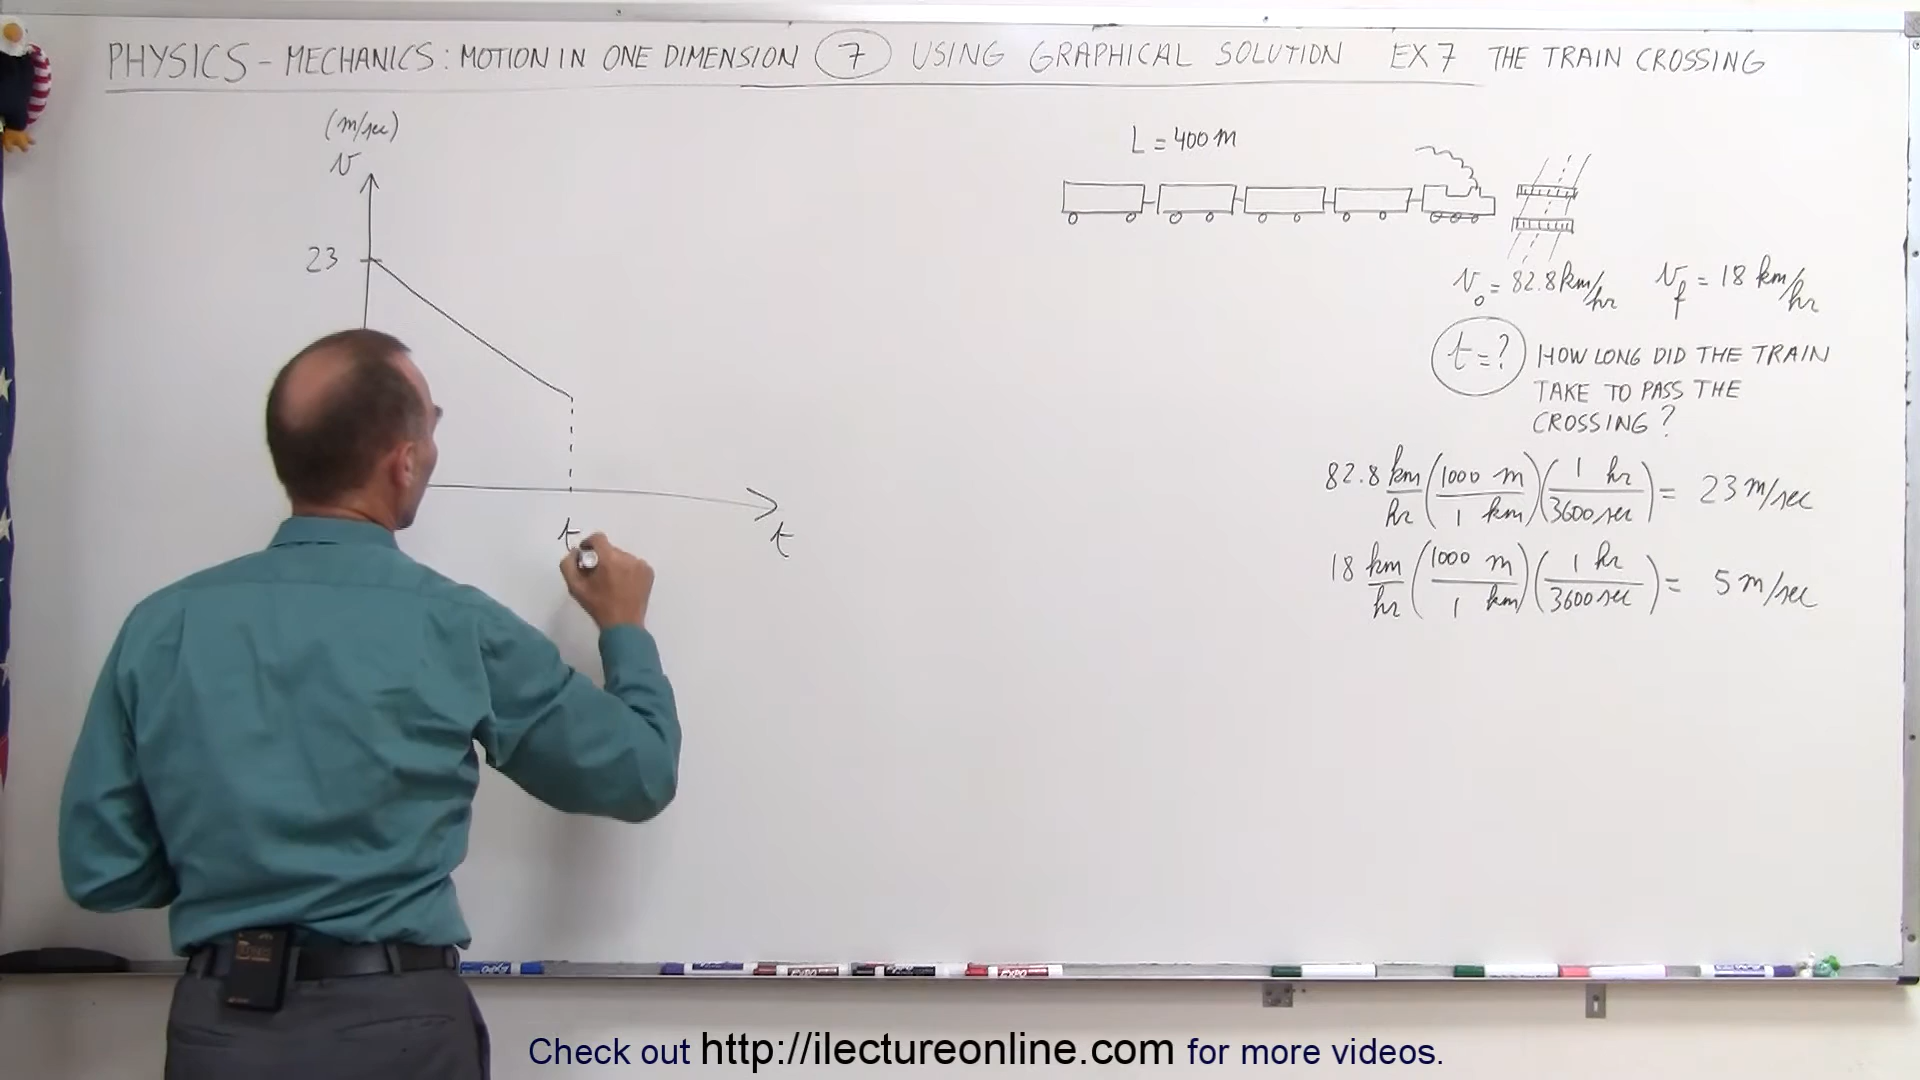 PHYSICS - MECHANICS: MOTION IN ONE DIMENSION 7 USING GRAPHICAL SOLUTION EX 7 THE TRAIN CROSSING
(m/sec)
v
23
t
t
L = 400 m
v₀ = 82.8 km/hr v_f = 18 km/hr
t = ? HOW LONG DID THE TRAIN
TAKE TO PASS THE
CROSSING?
82.8 km/hr (1000 m / 1 km) (1 hr / 3600 sec) = 23 m/sec
18 km/hr (1000 m / 1 km) (1 hr / 3600 sec) = 5 m/sec
EXPO
Check out http://ilectureonline.com for more videos.